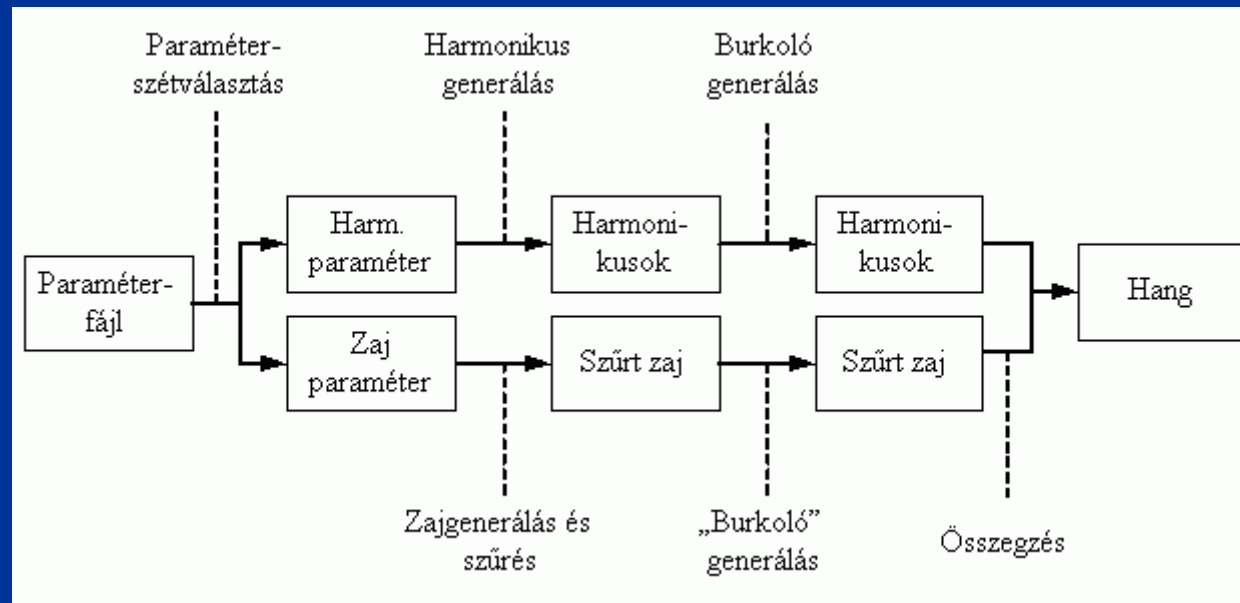 Paraméter-
szétválasztás
Harmonikus
generálás
Burkoló
generálás
Paraméter-
fájl
Harm.
paraméter
Harmoni-
kusok
Harmoni-
kusok
Hang
Zaj
paraméter
Szűrt zaj
Szűrt zaj
Zajgenerálás és
szűrés
„Burkoló”
generálás
Összegzés